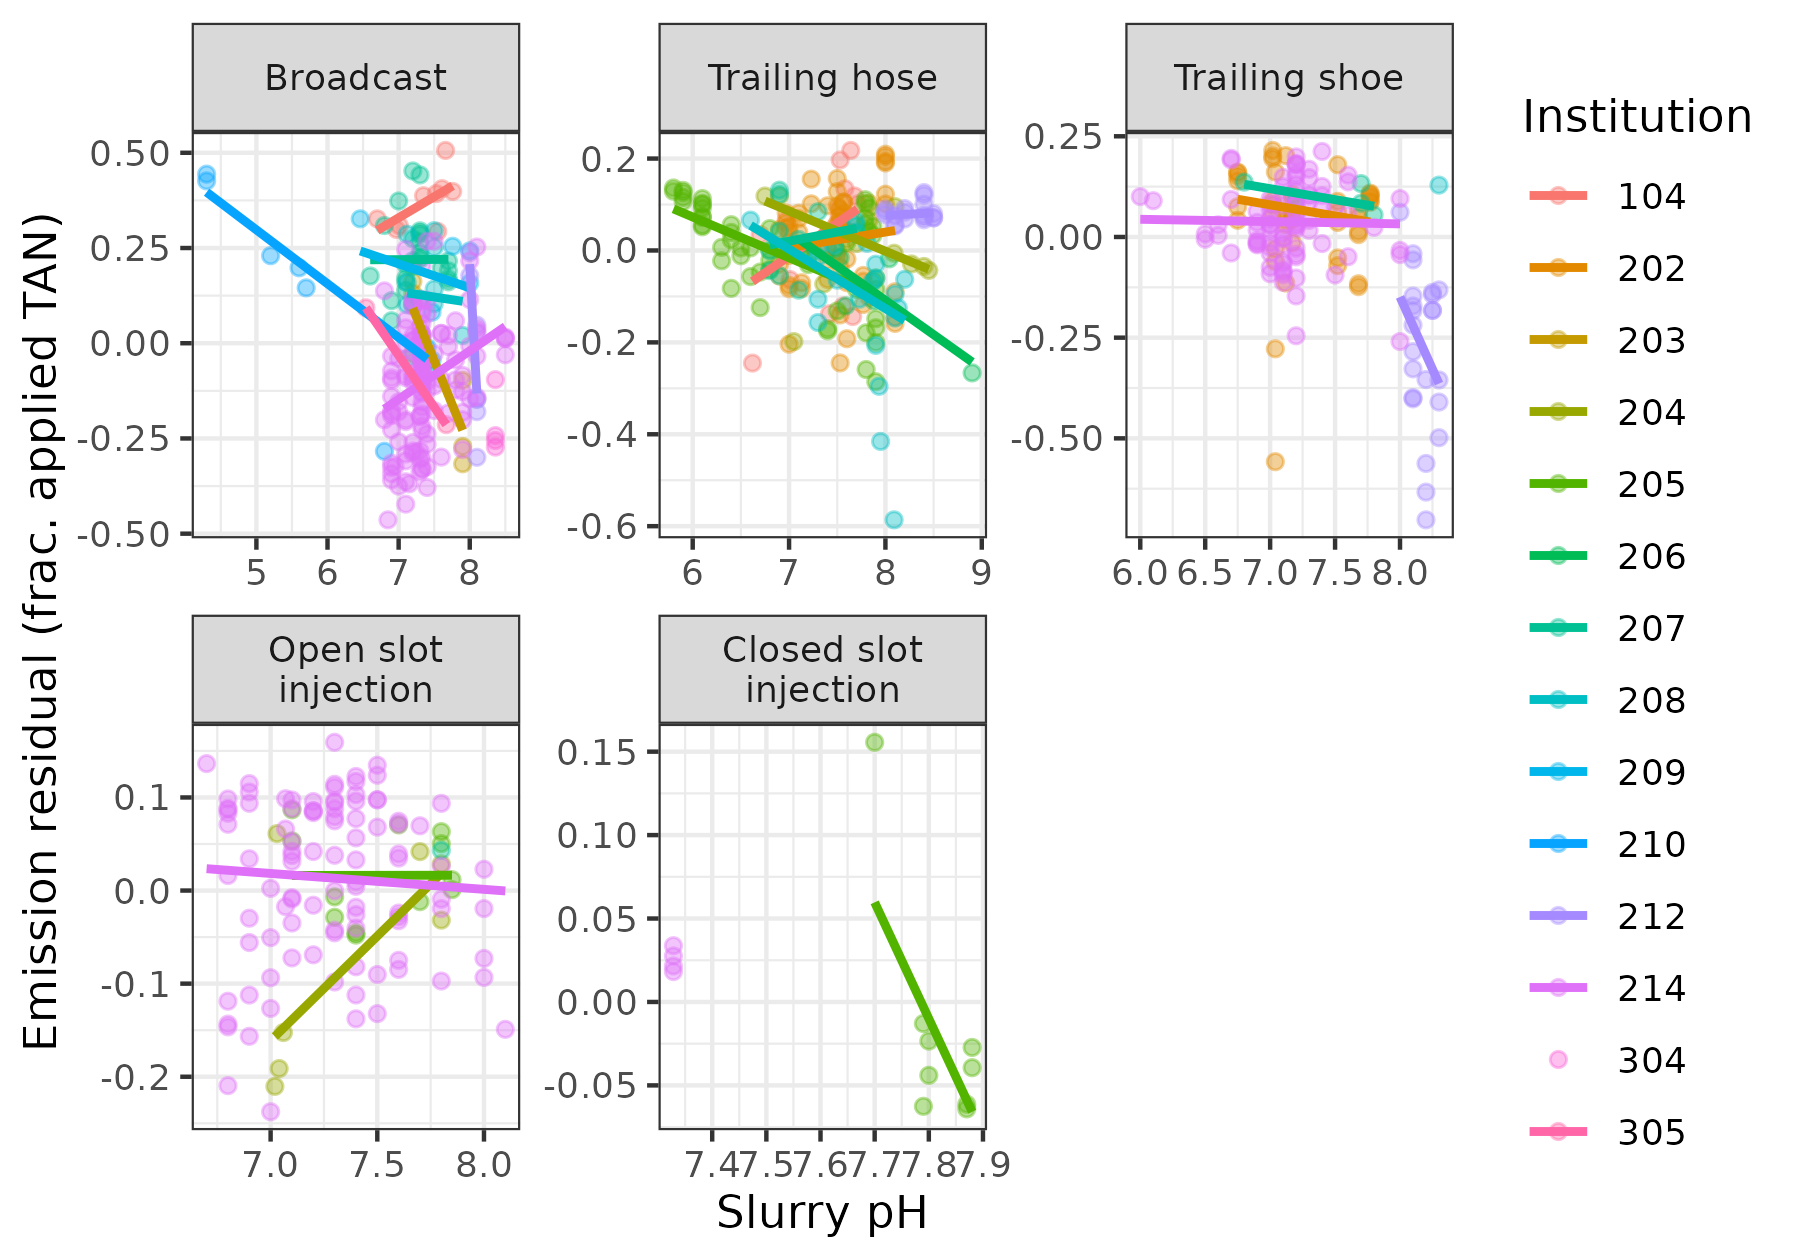 Broadcast
Trailing hose
Trailing shoe
0.50
0.25
0.00
-0.25
-0.50
5 6 7 8
0.2
0.0
-0.2
-0.4
-0.6
6 7 8 9
0.25
0.00
-0.25
-0.50
6.0 6.5 7.0 7.5 8.0
Open slot
injection
Closed slot
injection
0.1
0.0
-0.1
-0.2
7.0 7.5 8.0
0.15
0.10
0.05
0.00
-0.05
7.4 7.5 7.6 7.7 7.8 7.9
Slurry pH
Emission residual (frac. applied TAN)
Institution
104
202
203
204
205
206
207
208
209
210
212
214
304
305